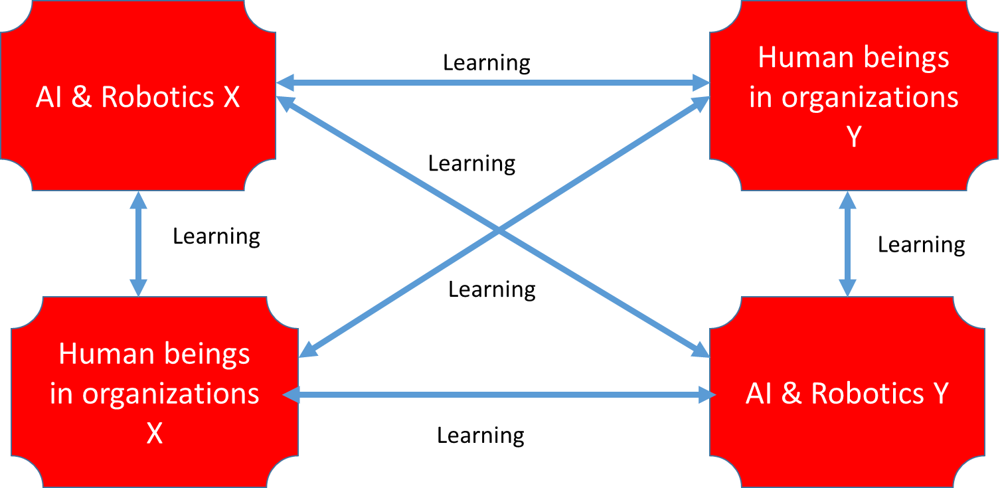 Learning
AI & Robotics X
Human beings
in organizations
Y
Learning
Learning
Learning
Learning
Human beings
in organizations
X
AI & Robotics Y
Learning